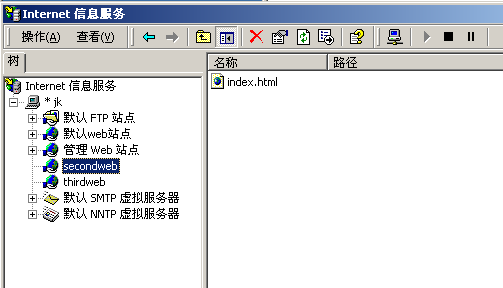 Internet 信息服务
操作(A) 查看(V)
树
名称 路径
Internet 信息服务
* jk
默认 FTP 站点
默认web站点
管理 Web 站点
secondweb
thirdweb
默认 SMTP 虚拟服务器
默认 NNTP 虚拟服务器
index.html